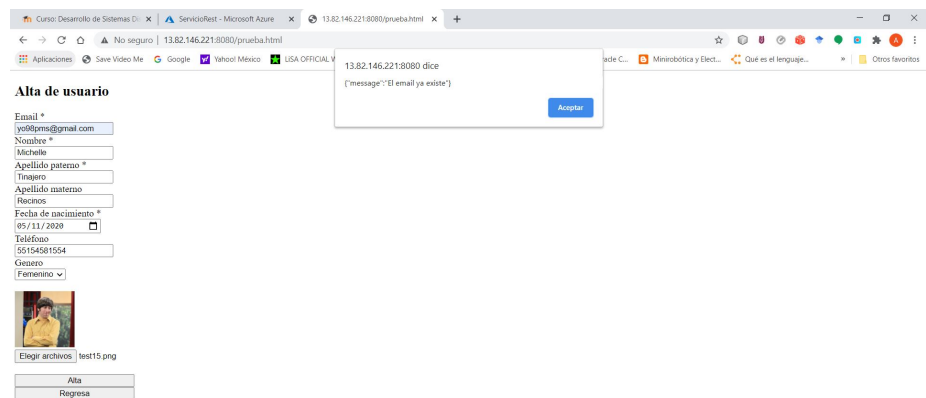 Curso: Desarrollo de Sistemas Di
ServicioRest - Microsoft Azure
13.82.146.221:8080/prueba.html
No seguro | 13.82.146.221:8080/prueba.html
Aplicaciones Save Video Me Google Yahoo! México LiSA OFFICIAL Minirobótica y Elect... Qué es el lenguaje... » Otros favoritos
13.82.146.221:8080 dice
{"message":"El email ya existe"}
Aceptar
Alta de usuario
Email *
yo98pms@gmail.com
Nombre *
Michelle
Apellido paterno *
Tinajero
Apellido materno
Recinos
Fecha de nacimiento *
05/11/2020
Teléfono
55154581554
Genero
Femenino
Elegir archivos test15.png
Alta
Regresa